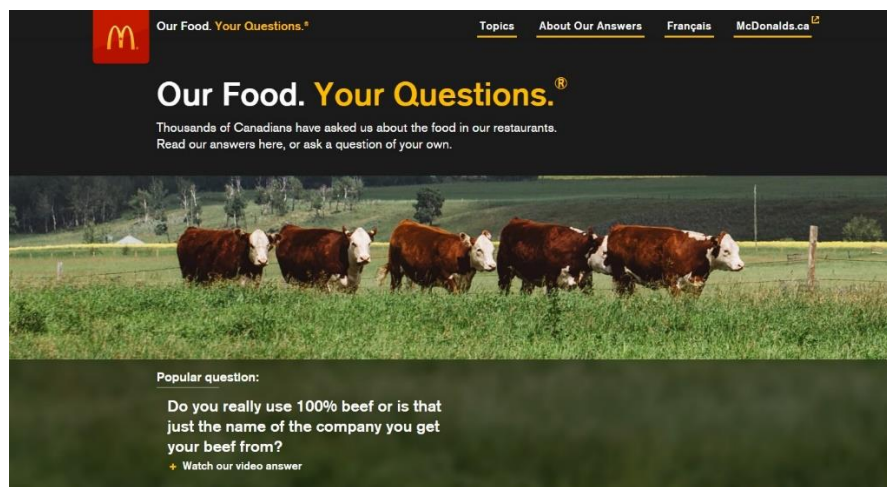 Our Food. Your Questions.®
Topics
About Our Answers
Français
McDonalds.ca
Our Food. Your Questions.®
Thousands of Canadians have asked us about the food in our restaurants.
Read our answers here, or ask a question of your own.
Popular question:
Do you really use 100% beef or is that
just the name of the company you get
your beef from?
+ Watch our video answer